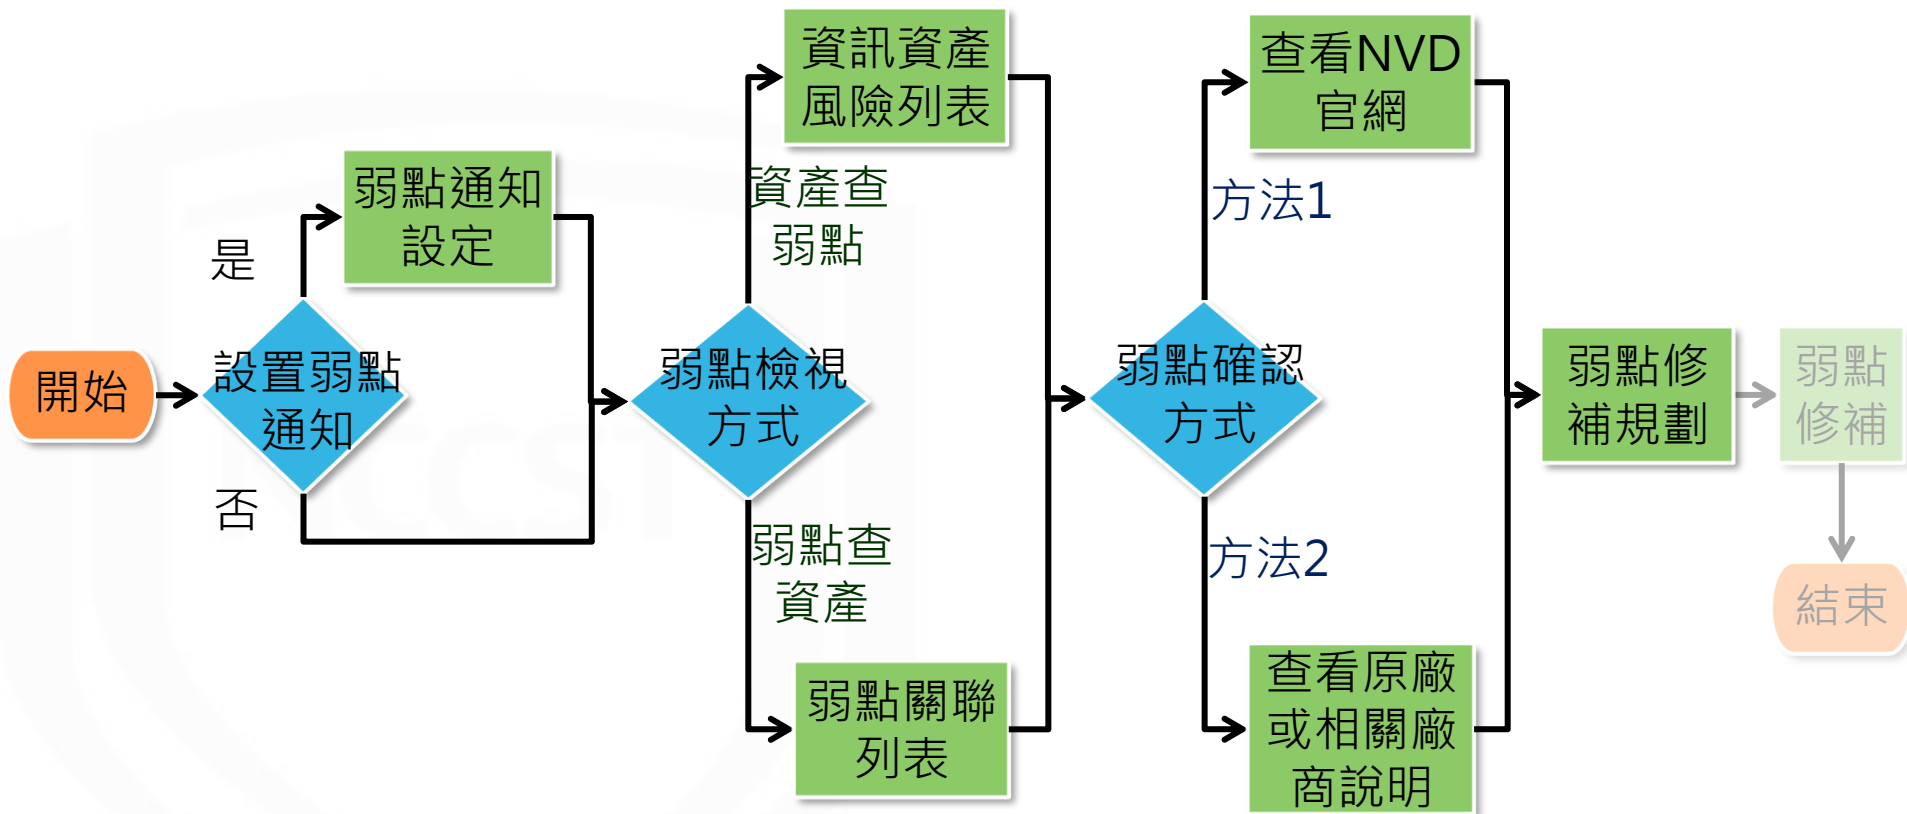 開始
設置弱點
通知
是
否
弱點通知
設定
弱點檢視
方式
資產查
弱點
弱點查
資產
資訊資產
風險列表
弱點關聯
列表
弱點確認
方式
方法1
方法2
查看NVD
官網
查看原廠
或相關廠
商說明
弱點修
補規劃
弱點
修補
結束